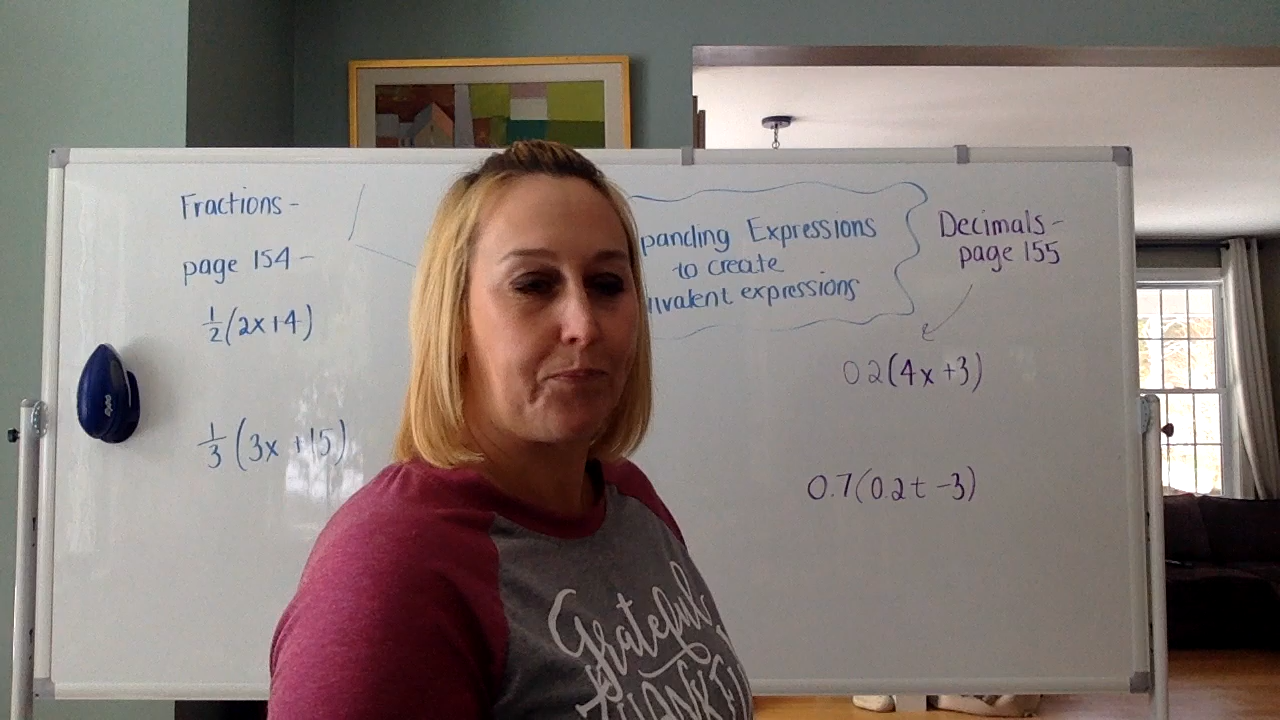 Fractions -
page 154 -
½(2x+4)
⅓(3x+15)
panding Expressions
to create
ivalent expressions
Decimals -
page 155
0.2(4x+3)
0.7(0.2t-3)
Grateful